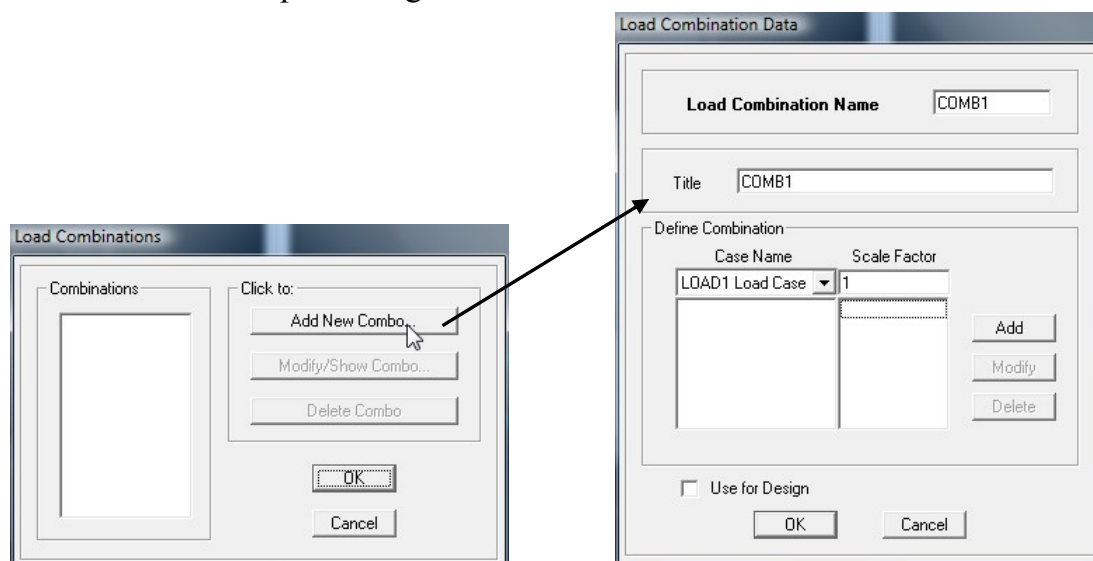 Load Combination Data
Load Combination Name COMB1
Title COMB1
Define Combination
Case Name Scale Factor
LOAD1 Load Case 1
Add
Modify
Delete
Use for Design
OK Cancel
Load Combinations
Combinations
Click to:
Add New Combo...
Modify/Show Combo...
Delete Combo
OK
Cancel